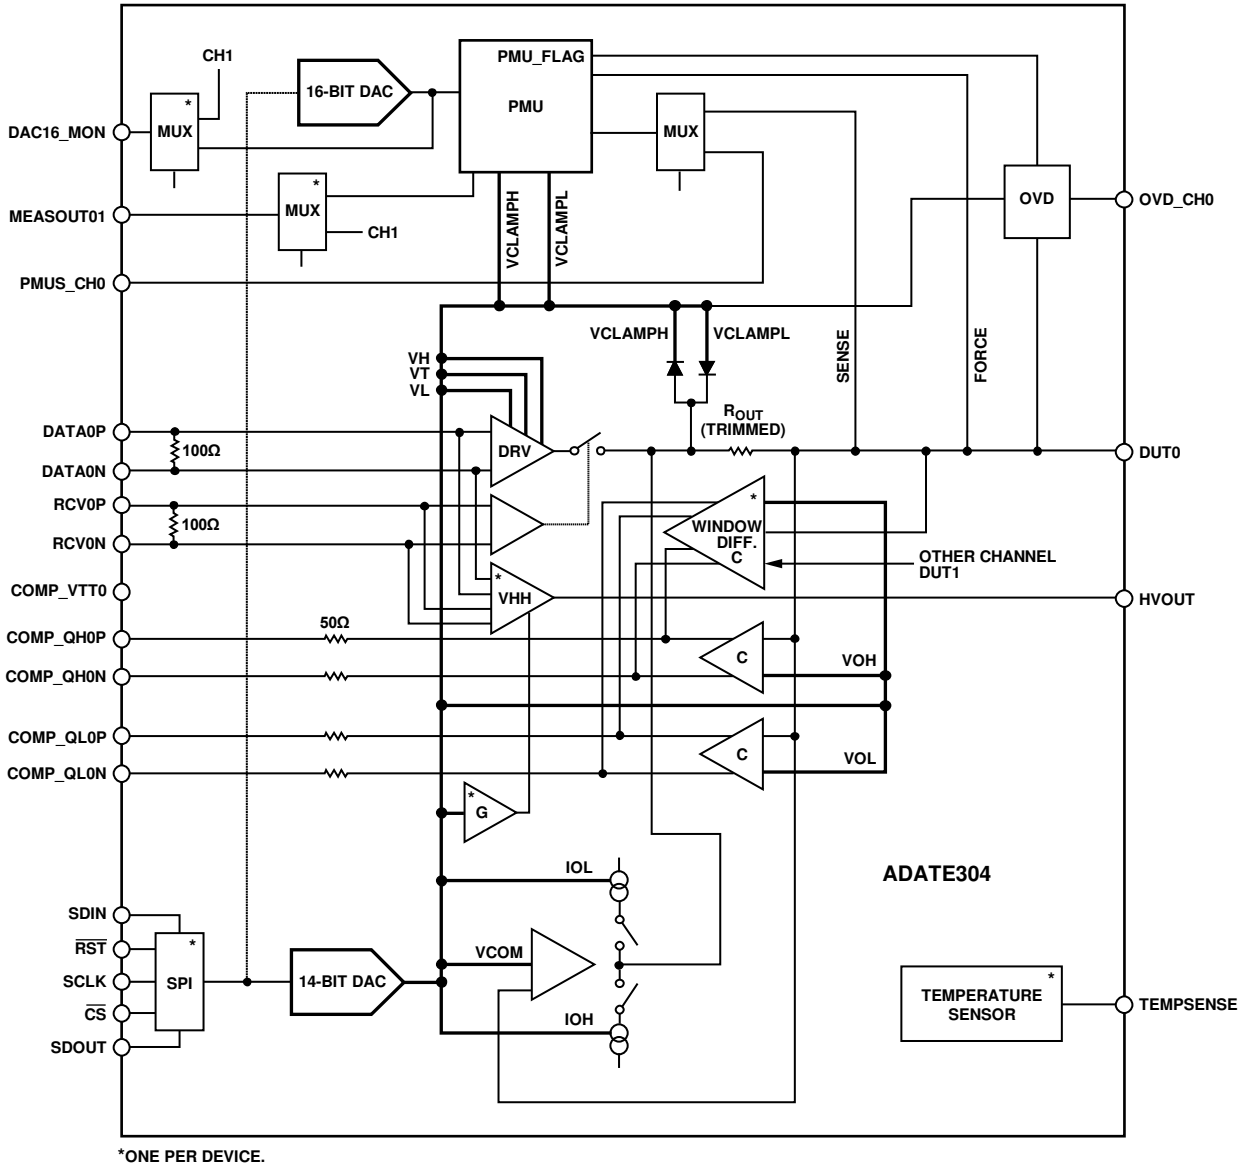 CH1
PMU_FLAG
16-BIT DAC
PMU
*
MUX
MUX
DAC16_MON
*
MUX
CH1
MEASOUT01
OVD
OVD_CH0
PMUS_CH0
VCLAMPH
VCLAMPL
VCLAMPH
VCLAMPL
SENSE
FORCE
VH
VT
VL
ROUT
(TRIMMED)
DATA0P
100Ω
DATA0N
DRV
DUT0
RCV0P
100Ω
RCV0N
*
WINDOW
DIFF.
C
OTHER CHANNEL
DUT1
COMP_VTT0
*
VHH
HVOUT
50Ω
COMP_QH0P
C
VOH
COMP_QH0N
COMP_QL0P
C
VOL
COMP_QL0N
*
G
ADATE304
IOL
SDIN
RST
SCLK
CS
SDOUT
*
SPI
14-BIT DAC
VCOM
IOH
*
TEMPERATURE
SENSOR
TEMPSENSE
*ONE PER DEVICE.